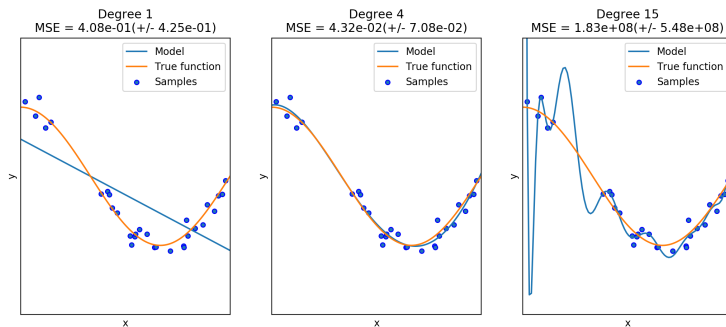 Degree 1
MSE = 4.08e-01(+/- 4.25e-01)
Model
True function
Samples
y
x
Degree 4
MSE = 4.32e-02(+/- 7.08e-02)
Model
True function
Samples
y
x
Degree 15
MSE = 1.83e+08(+/- 5.48e+08)
Model
True function
Samples
y
x